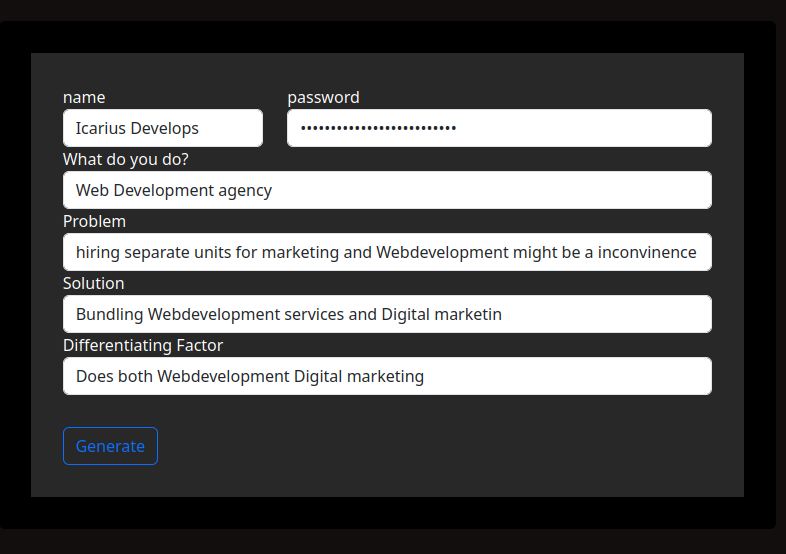 name password
Icarius Develops ••••••••••••••••••••••••••
What do you do?
Web Development agency
Problem
hiring separate units for marketing and Webdevelopment might be a inconvinence
Solution
Bundling Webdevelopment services and Digital marketin
Differentiating Factor
Does both Webdevelopment Digital marketing
Generate